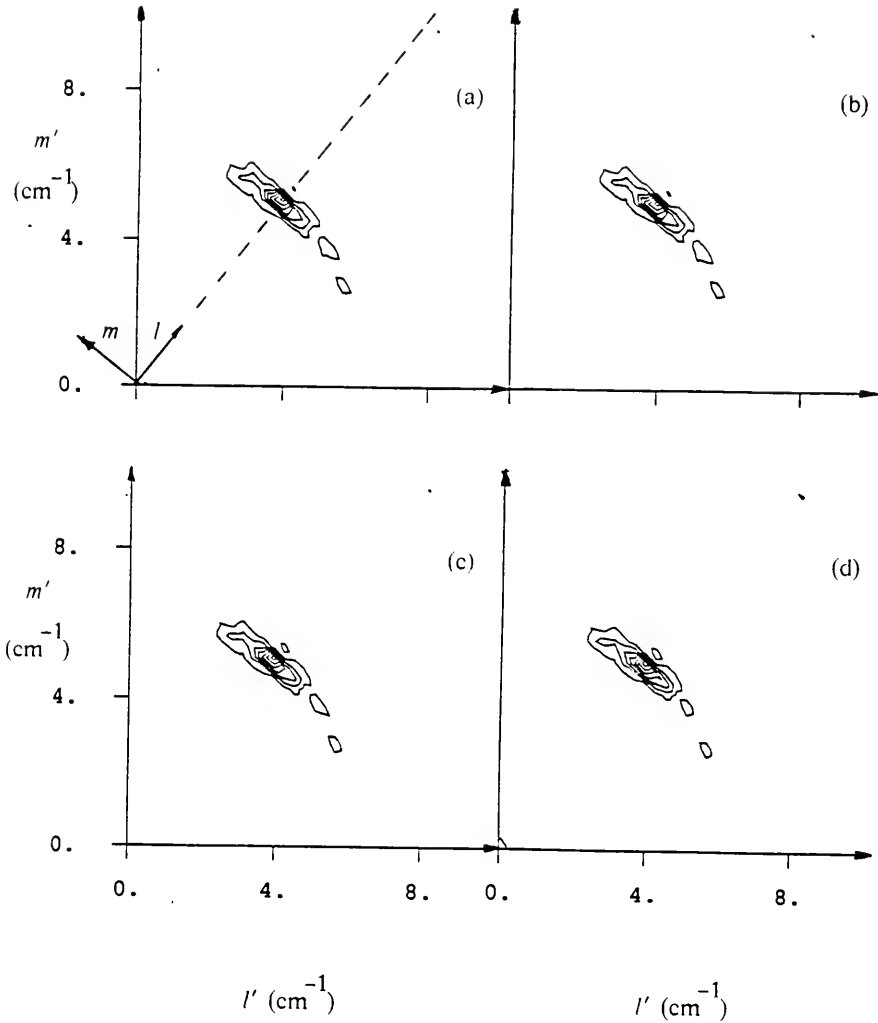 (a)
(b)
8.
m′
(cm⁻¹)
4.
m
l
0.
(c)
(d)
8.
m′
(cm⁻¹)
4.
0.
0.
4.
8.
0.
4.
8.
l′ (cm⁻¹)
l′ (cm⁻¹)